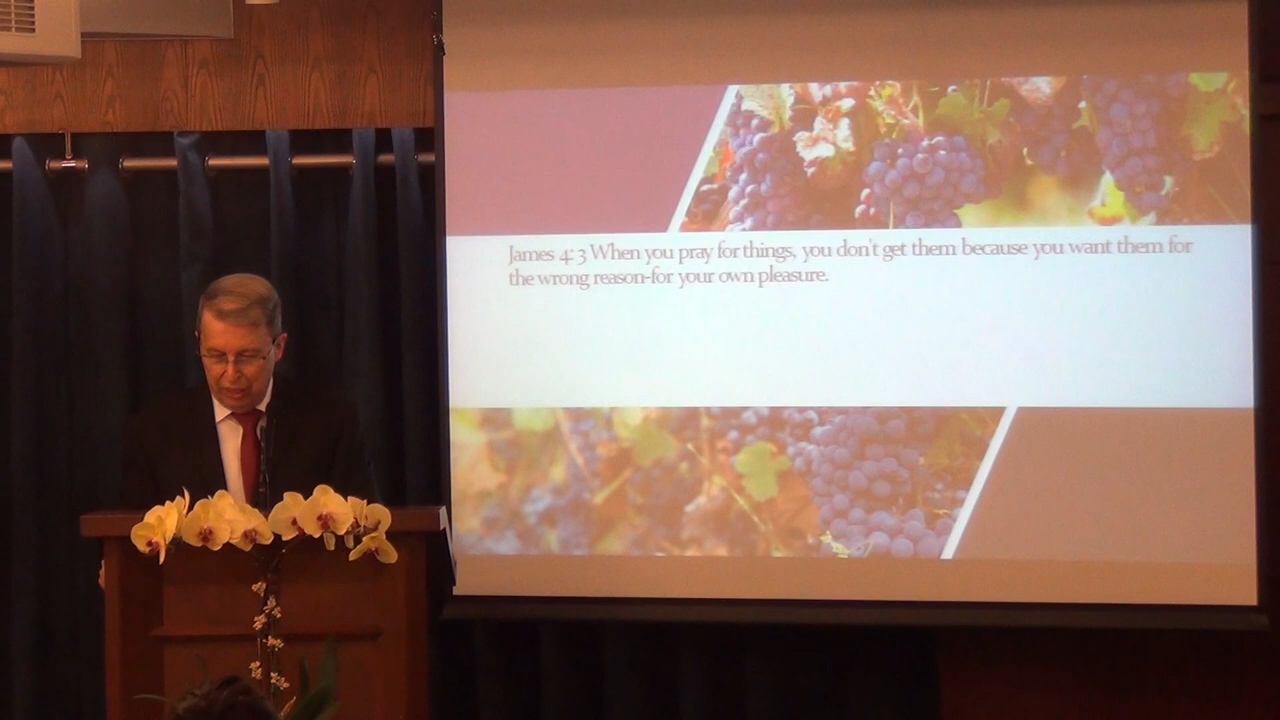 James 4: 3 When you pray for things, you don't get them because you want them for
the wrong reason-for your own pleasure.